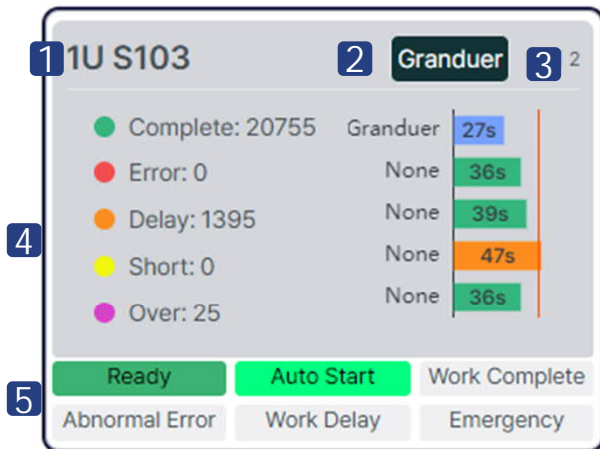 1 1U S103 2 Granduer 3 2
Complete: 20755 Granduer 27s
Error: 0 None 36s
4 Delay: 1395 None 39s
Short: 0 None 47s
Over: 25 None 36s
5 Ready Auto Start Work Complete
Abnormal Error Work Delay Emergency